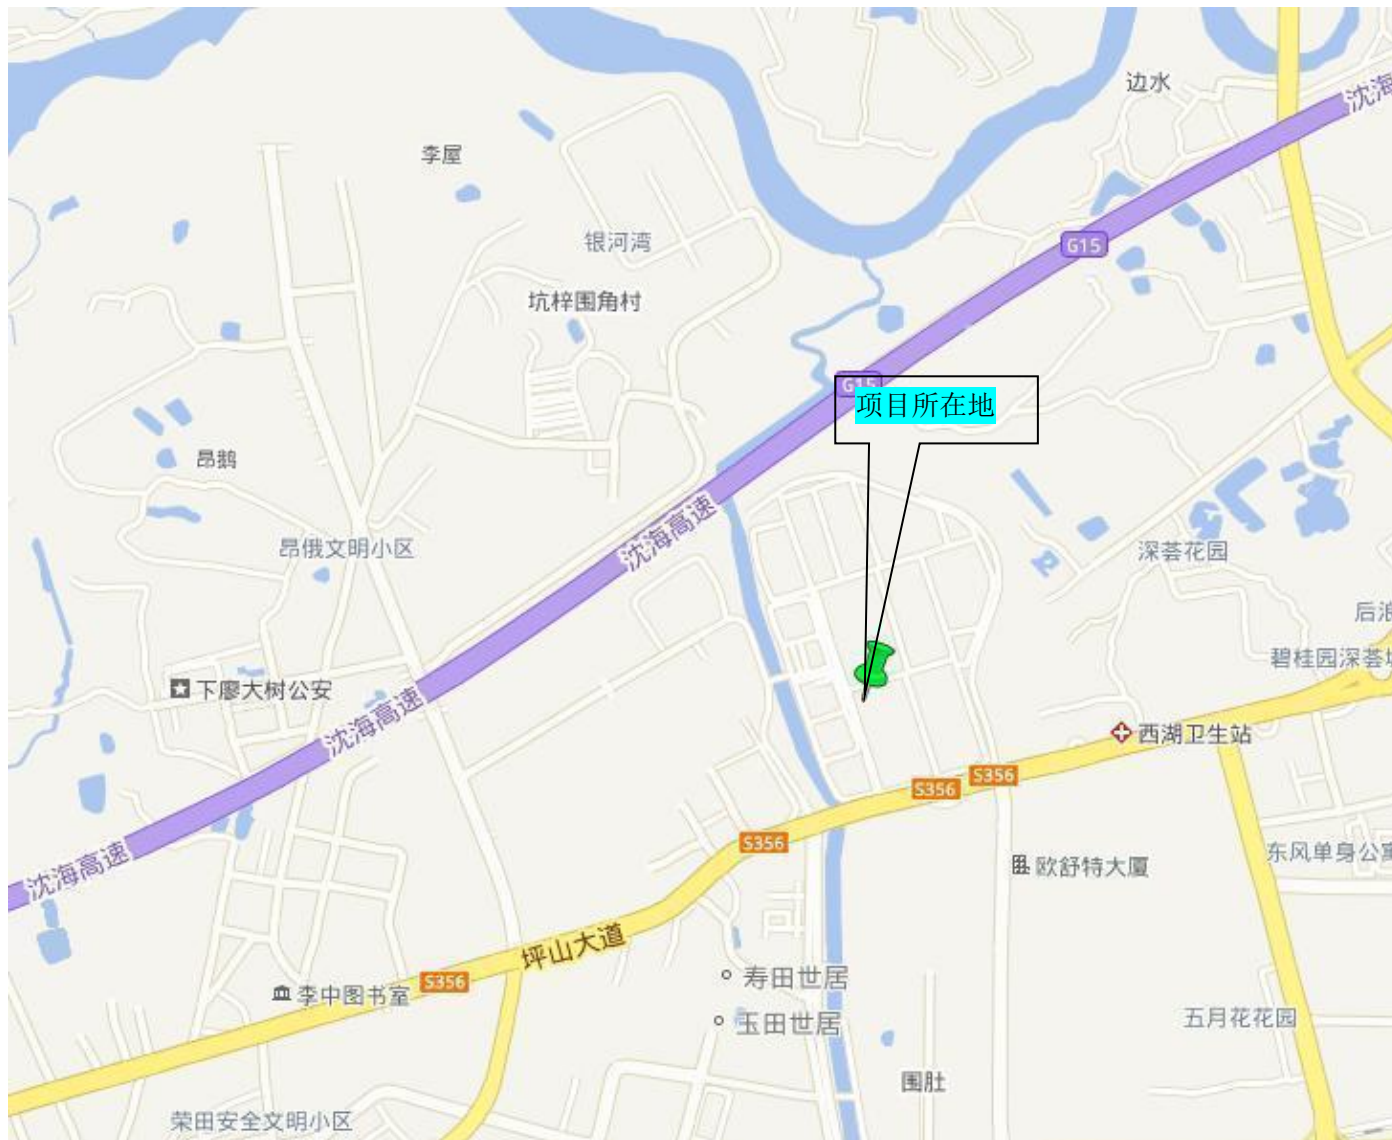 边水
沈海
李屋
银河湾
G15
坑梓围角村
G15
项目所在地
昂鹅
沈海高速
昂俄文明小区
深荟花园
后浪
碧桂园深荟城
下廖大树公安
沈海高速
西湖卫生站
S356
S356
S356
东风单身公寓
欧舒特大厦
沈海高速
坪山大道
S356
寿田世居
李中图书室
玉田世居
五月花花园
围肚
荣田安全文明小区